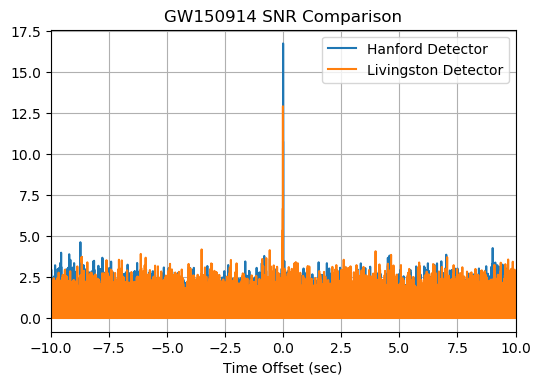 GW150914 SNR Comparison
17.5
15.0
12.5
10.0
7.5
5.0
2.5
0.0
Hanford Detector
Livingston Detector
−10.0 −7.5 −5.0 −2.5 0.0 2.5 5.0 7.5 10.0
Time Offset (sec)